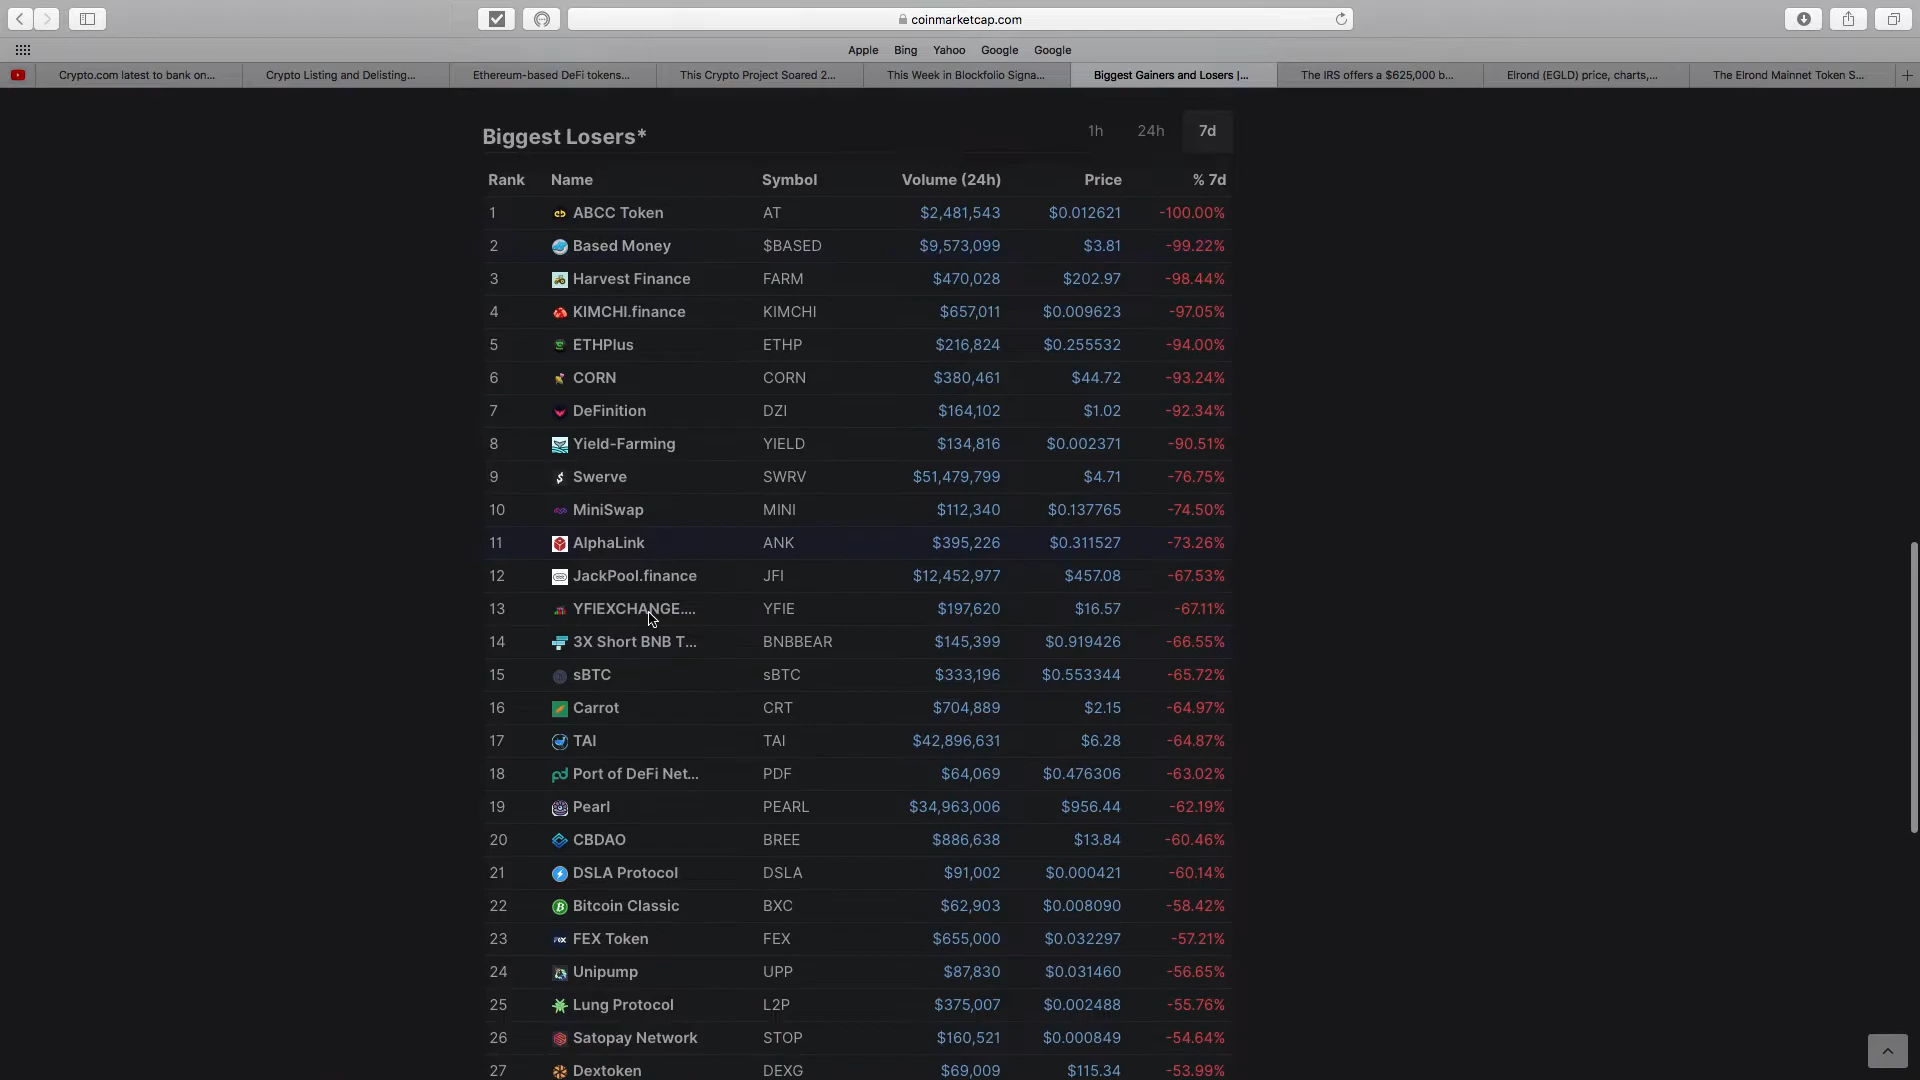 coinmarketcap.com
Apple Bing Yahoo Google Google
Crypto.com latest to bank on... Crypto Listing and Delisting... Ethereum-based DeFi tokens... This Crypto Project Soared 2... This Week in Blockfolio Signa... Biggest Gainers and Losers |... The IRS offers a $625,000 b... Elrond (EGLD) price, charts,... The Elrond Mainnet Token S...
Biggest Losers* 1h 24h 7d
Rank Name Symbol Volume (24h) Price % 7d
1 ABCC Token AT $2,481,543 $0.012621 -100.00%
2 Based Money $BASED $9,573,099 $3.81 -99.22%
3 Harvest Finance FARM $470,028 $202.97 -98.44%
4 KIMCHI.finance KIMCHI $657,011 $0.009623 -97.05%
5 ETHPlus ETHP $216,824 $0.255532 -94.00%
6 CORN CORN $380,461 $44.72 -93.24%
7 DeFinition DZI $164,102 $1.02 -92.34%
8 Yield-Farming YIELD $134,816 $0.002371 -90.51%
9 Swerve SWRV $51,479,799 $4.71 -76.75%
10 MiniSwap MINI $112,340 $0.137765 -74.50%
11 AlphaLink ANK $395,226 $0.311527 -73.26%
12 JackPool.finance JFI $12,452,977 $457.08 -67.53%
13 YFIEXCHANGE.... YFIE $197,620 $16.57 -67.11%
14 3X Short BNB T... BNBBEAR $145,399 $0.919426 -66.55%
15 sBTC sBTC $333,196 $0.553344 -65.72%
16 Carrot CRT $704,889 $2.15 -64.97%
17 TAI TAI $42,896,631 $6.28 -64.87%
18 Port of DeFi Net... PDF $64,069 $0.476306 -63.02%
19 Pearl PEARL $34,963,006 $956.44 -62.19%
20 CBDAO BREE $886,638 $13.84 -60.46%
21 DSLA Protocol DSLA $91,002 $0.000421 -60.14%
22 Bitcoin Classic BXC $62,903 $0.008090 -58.42%
23 FEX Token FEX $655,000 $0.032297 -57.21%
24 Unipump UPP $87,830 $0.031460 -56.65%
25 Lung Protocol L2P $375,007 $0.002488 -55.76%
26 Satopay Network STOP $160,521 $0.000849 -54.64%
27 Dextoken DEXG $69,009 $115.34 -53.99%